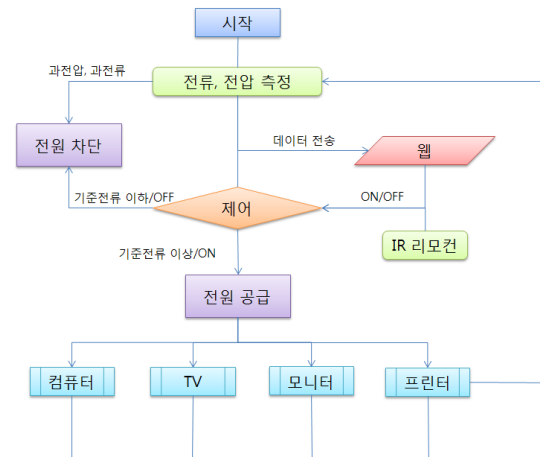 시작
과전압, 과전류
전류, 전압 측정
전원 차단
데이터 전송
웹
기준전류 이하/OFF
제어
ON/OFF
IR 리모컨
기준전류 이상/ON
전원 공급
컴퓨터
TV
모니터
프린터